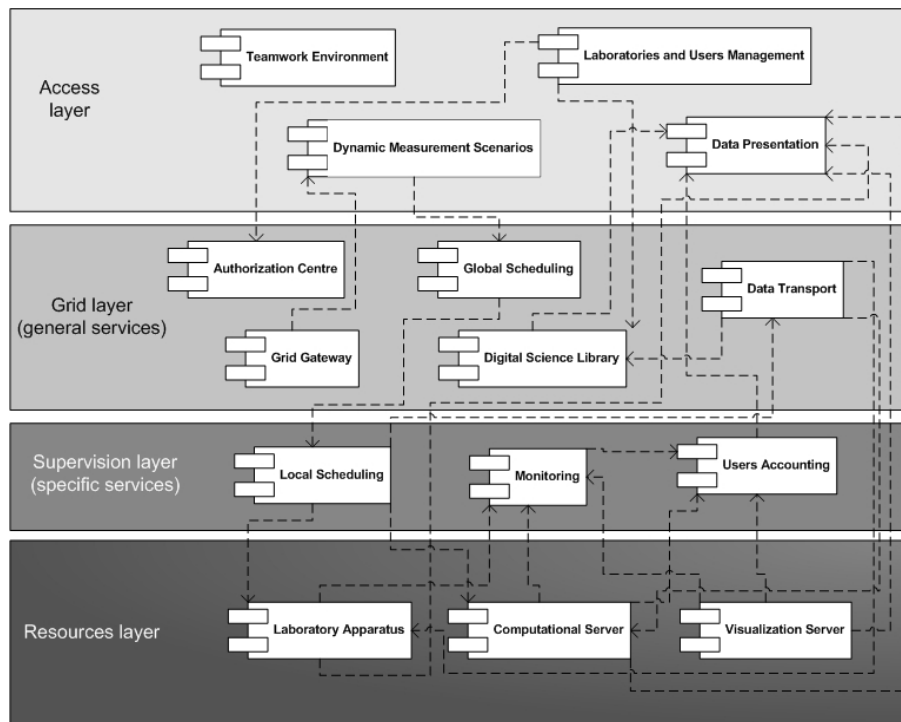 Teamwork Environment
Laboratories and Users Management
Access
layer
Dynamic Measurement Scenarios
Data Presentation
Authorization Centre
Global Scheduling
Data Transport
Grid layer
(general services)
Grid Gateway
Digital Science Library
Supervision layer
(specific services)
Local Scheduling
Monitoring
Users Accounting
Resources layer
Laboratory Apparatus
Computational Server
Visualization Server